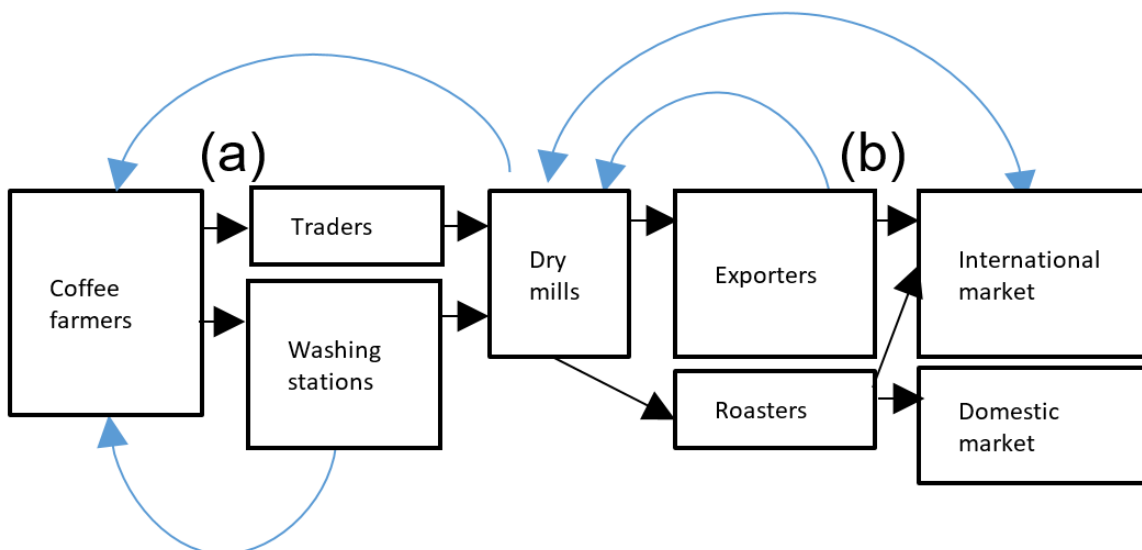 (a)
(b)
Traders
Coffee
farmers
Washing
stations
Dry
mills
Exporters
Roasters
International
market
Domestic
market